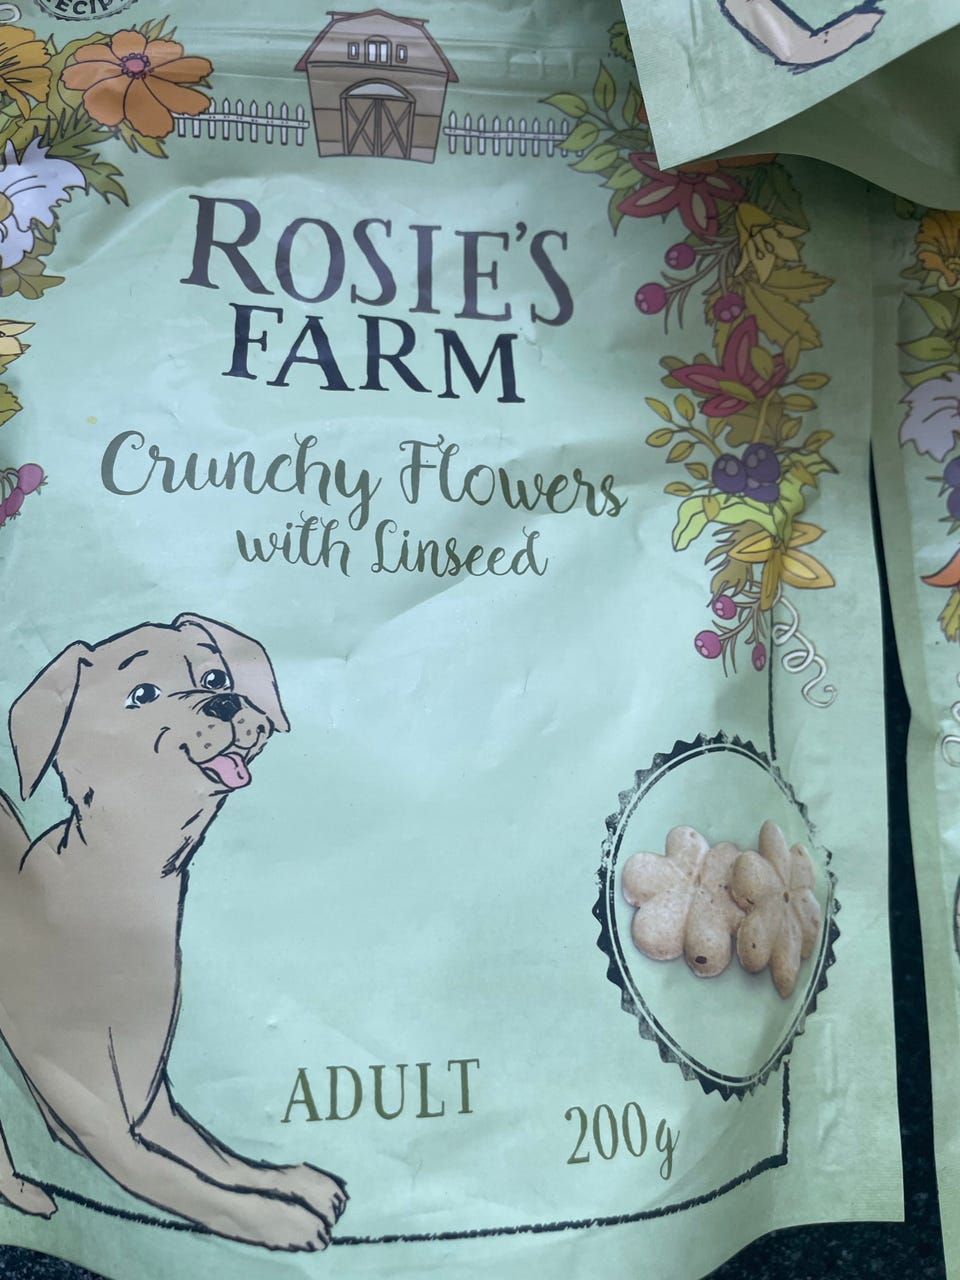 ROSIE'S
FARM
Crunchy Flowers
with Linseed
ADULT
200g